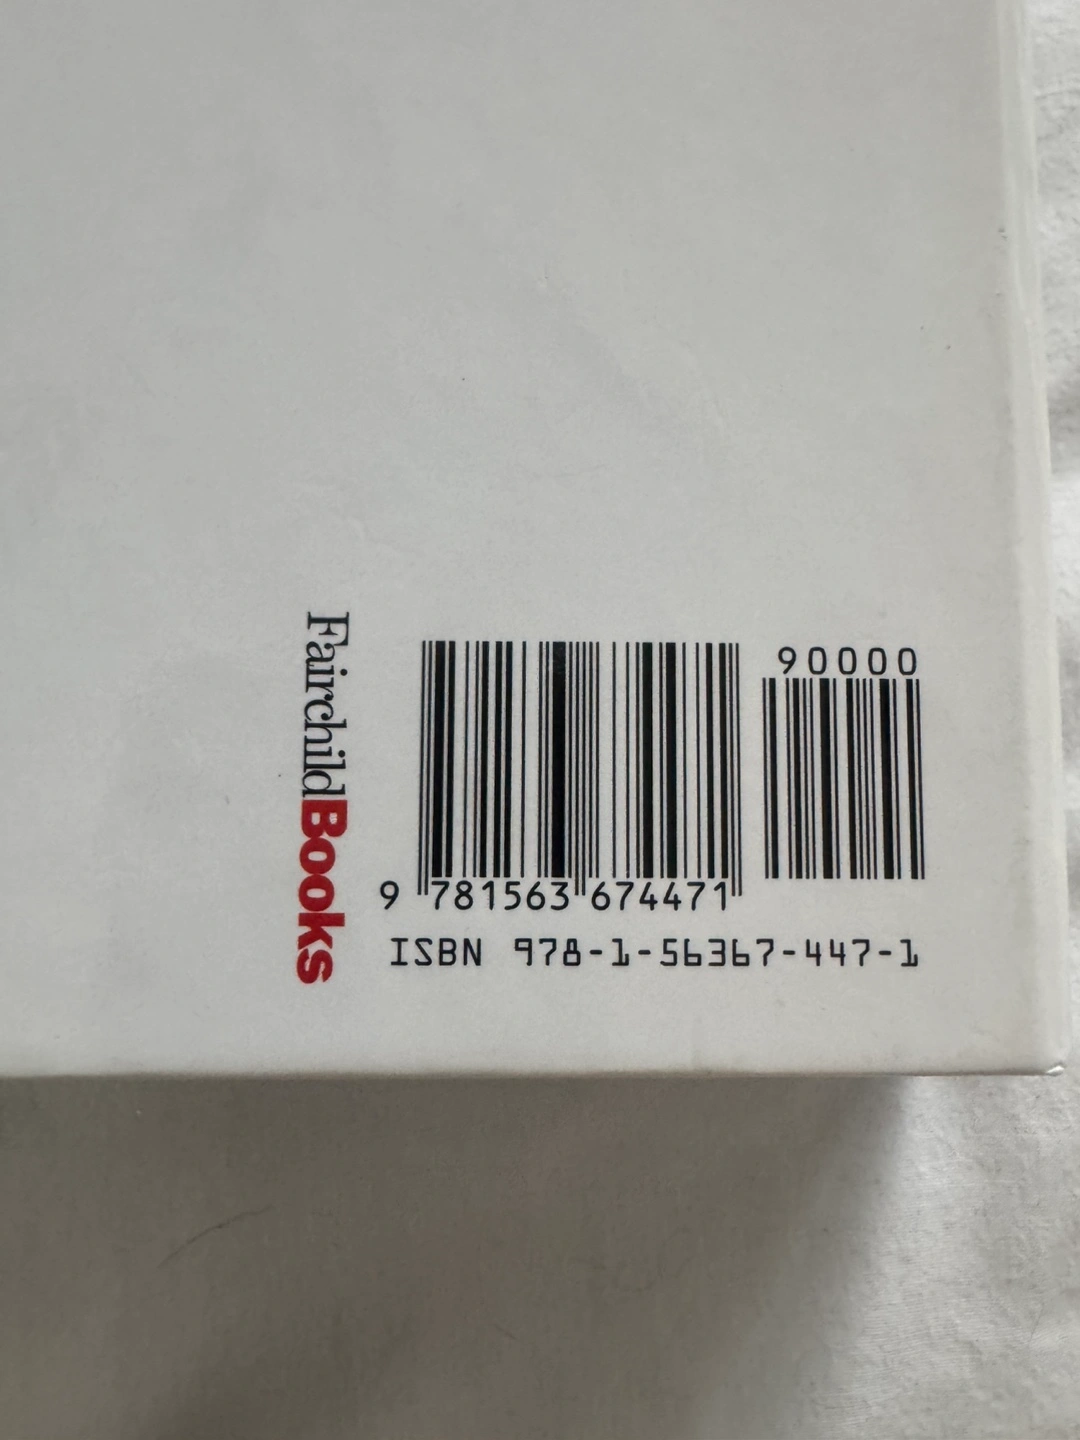 FairchildBooks
90000
9 781563 674471
ISBN 978-1-56367-447-1